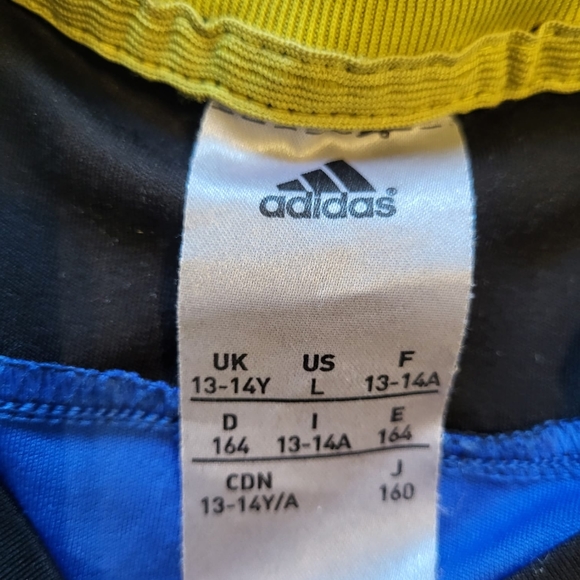 adidas®
UK US F
13-14Y L 13-14A
D I E
164 13-14A 164
CDN J
13-14Y/A 160